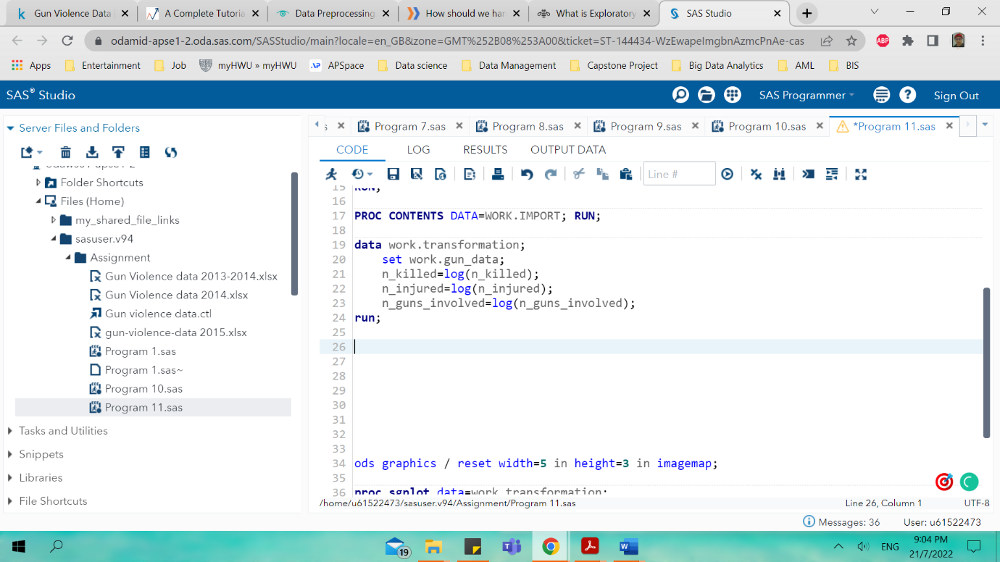 Gun Violence Data
A Complete Tutoria
Data Preprocessing
How should we han
What is Exploratory
SAS Studio
odamid-apse1-2.oda.sas.com/SASStudio/main?locale=en_GB&zone=GMT%252B08%253A00&ticket=ST-144434-WzEwapeImgbnAzmcPnAe-cas
ABP
Apps Entertainment Job myHWU » myHWU APSpace Data science Data Management Capstone Project Big Data Analytics AML BIS
SAS® Studio SAS Programmer Sign Out
Server Files and Folders
Folder Shortcuts
Files (Home)
my_shared_file_links
sasuser.v94
Assignment
Gun Violence data 2013-2014.xlsx
Gun Violence data 2014.xlsx
Gun violence data.ctl
gun-violence-data 2015.xlsx
Program 1.sas
Program 1.sas~
Program 10.sas
Program 11.sas
Tasks and Utilities
Snippets
Libraries
File Shortcuts
s Program 7.sas Program 8.sas Program 9.sas Program 10.sas *Program 11.sas
CODE LOG RESULTS OUTPUT DATA
Line #
15 RUN;
16
17 PROC CONTENTS DATA=WORK.IMPORT; RUN;
18
19 data work.transformation;
20 set work.gun_data;
21 n_killed=log(n_killed);
22 n_injured=log(n_injured);
23 n_guns_involved=log(n_guns_involved);
24 run;
25
26
27
28
29
30
31
32
33
34 ods graphics / reset width=5 in height=3 in imagemap;
35
36 proc sgplot data=work.transformation;
/home/u61522473/sasuser.v94/Assignment/Program 11.sas Line 26, Column 1 UTF-8
Messages: 36 User: u61522473
19
ENG
9:04 PM
21/7/2022